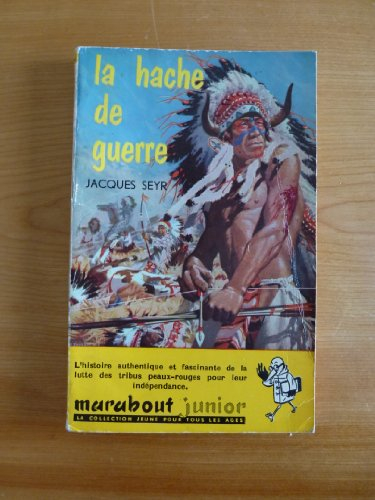 la hache
de
guerre
JACQUES SEYR
L'histoire authentique et fascinante de la
lutte des tribus peaux-rouges pour leur
indépendance.
marabout junior
LA COLLECTION JEUNE POUR TOUS LES AGES